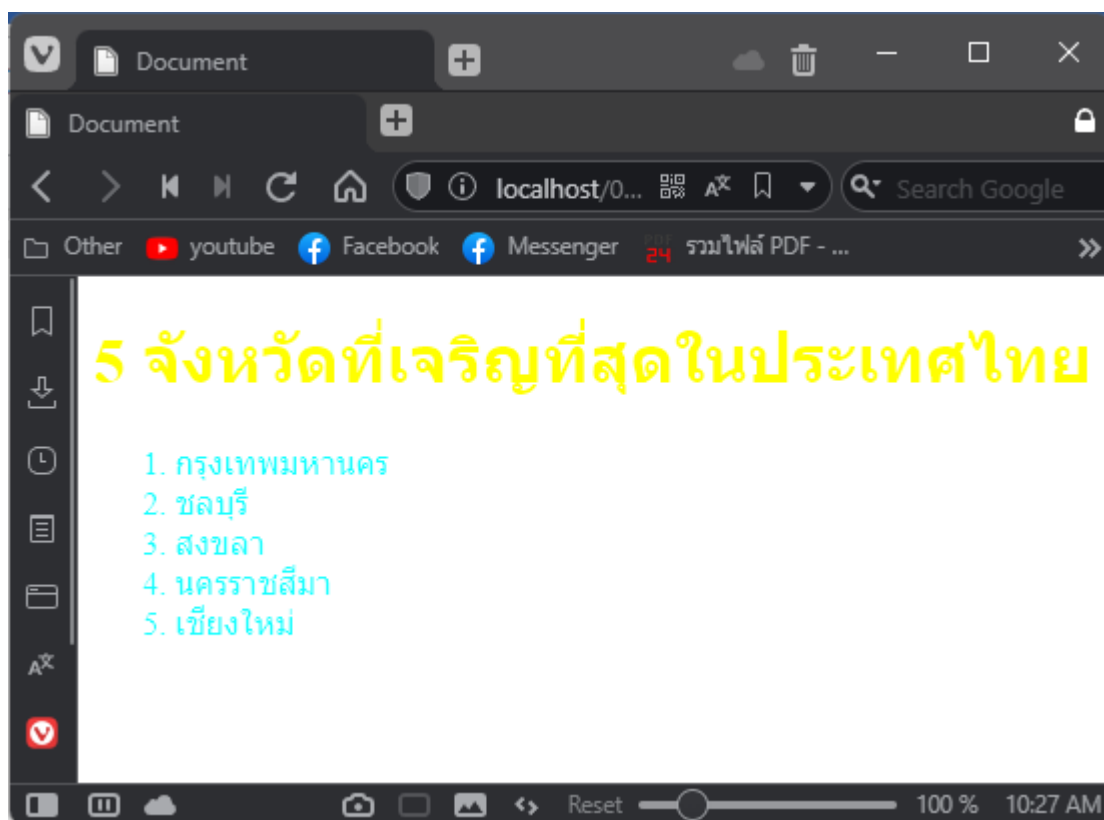 Document
Document
localhost/0... Search Google
Other youtube Facebook Messenger PDF 24 รวมไฟล์ PDF - ...
5 จังหวัดที่เจริญที่สุดในประเทศไทย
1. กรุงเทพมหานคร
2. ชลบุรี
3. สงขลา
4. นครราชสีมา
5. เชียงใหม่
Reset 100 % 10:27 AM